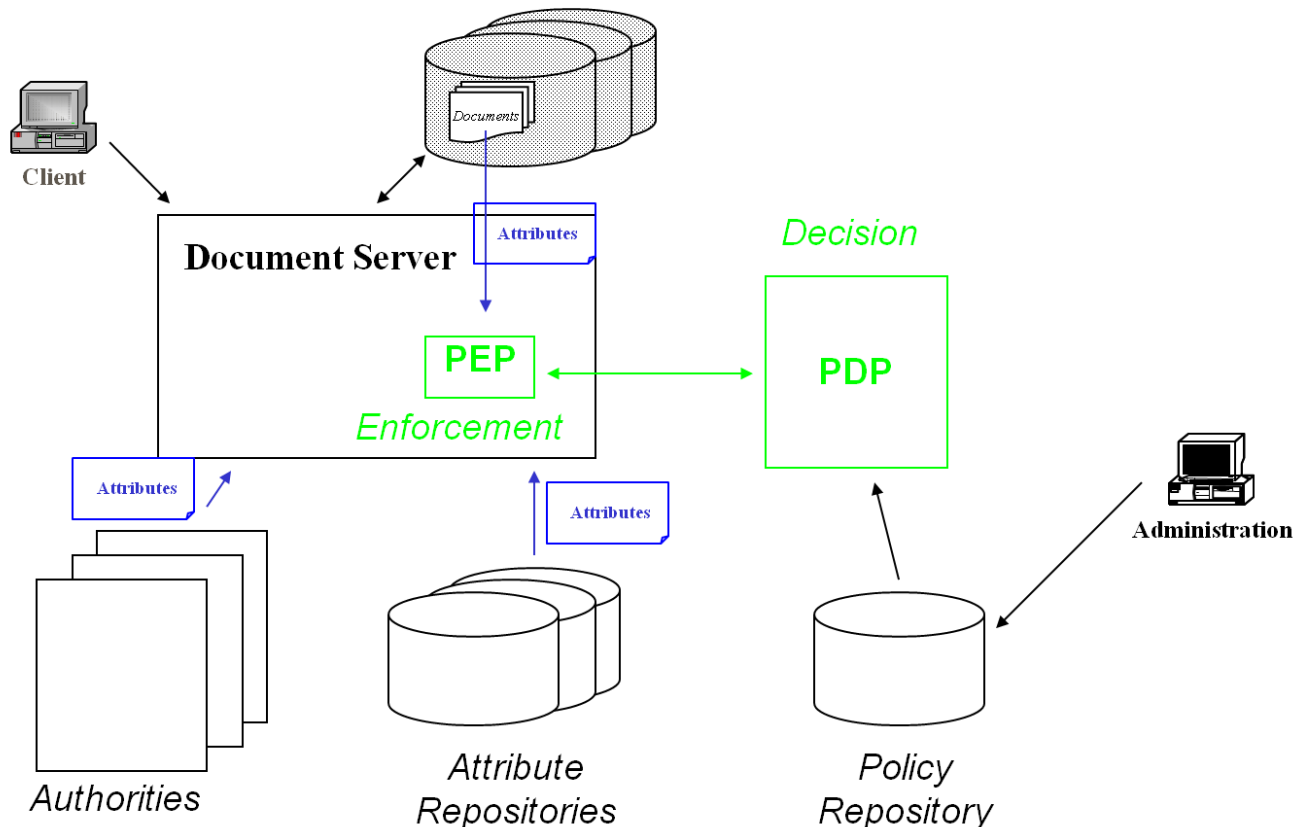 Documents
Client
Attributes
Decision
Document Server
PEP
PDP
Enforcement
Attributes
Attributes
Administration
Attribute
Repositories
Policy
Repository
Authorities